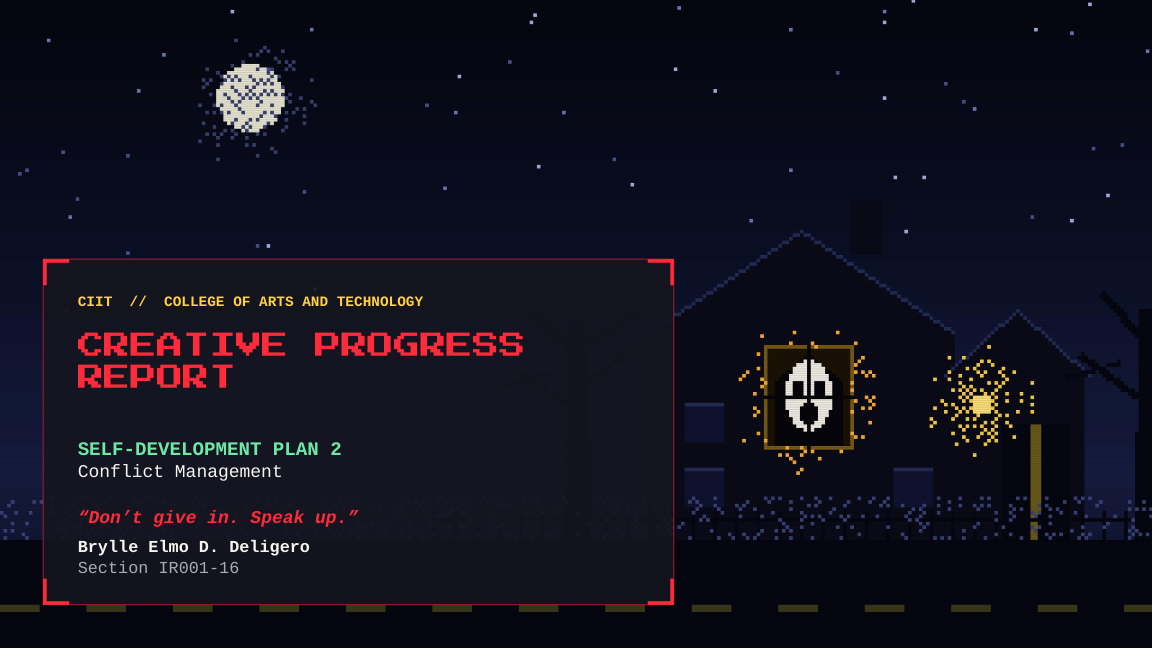 CIIT // COLLEGE OF ARTS AND TECHNOLOGY
CREATIVE PROGRESS
REPORT
SELF-DEVELOPMENT PLAN 2
Conflict Management
“Don’t give in. Speak up.”
Brylle Elmo D. Deligero
Section IR001-16